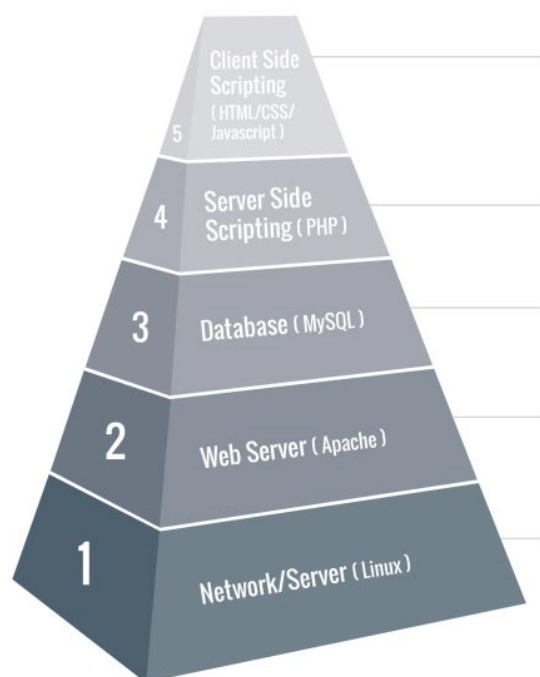 Client Side
Scripting
( HTML/CSS/
Javascript )
5
4
Server Side
Scripting ( PHP )
3
Database ( MySQL )
2
Web Server ( Apache )
1
Network/Server ( Linux )